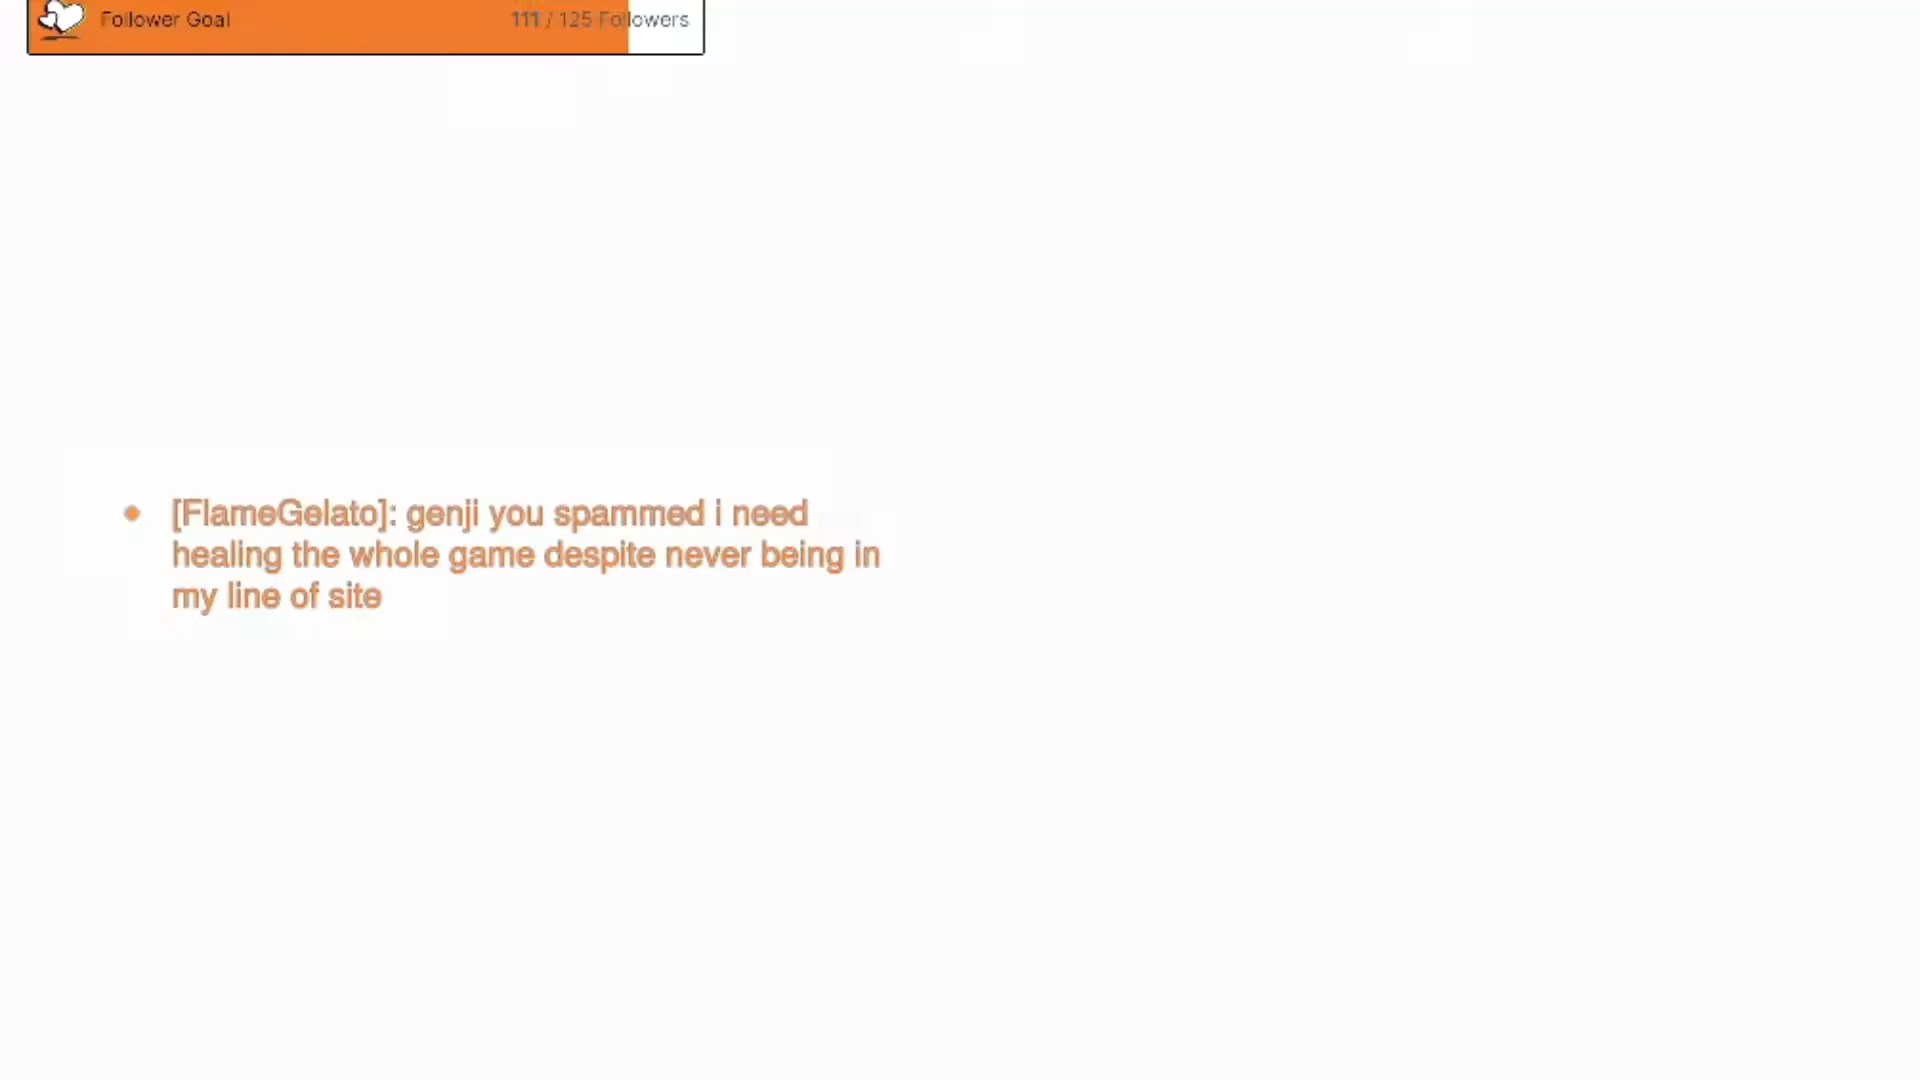 Follower Goal 111 / 125 Followers
• [FlameGelato]: genji you spammed i need
healing the whole game despite never being in
my line of site